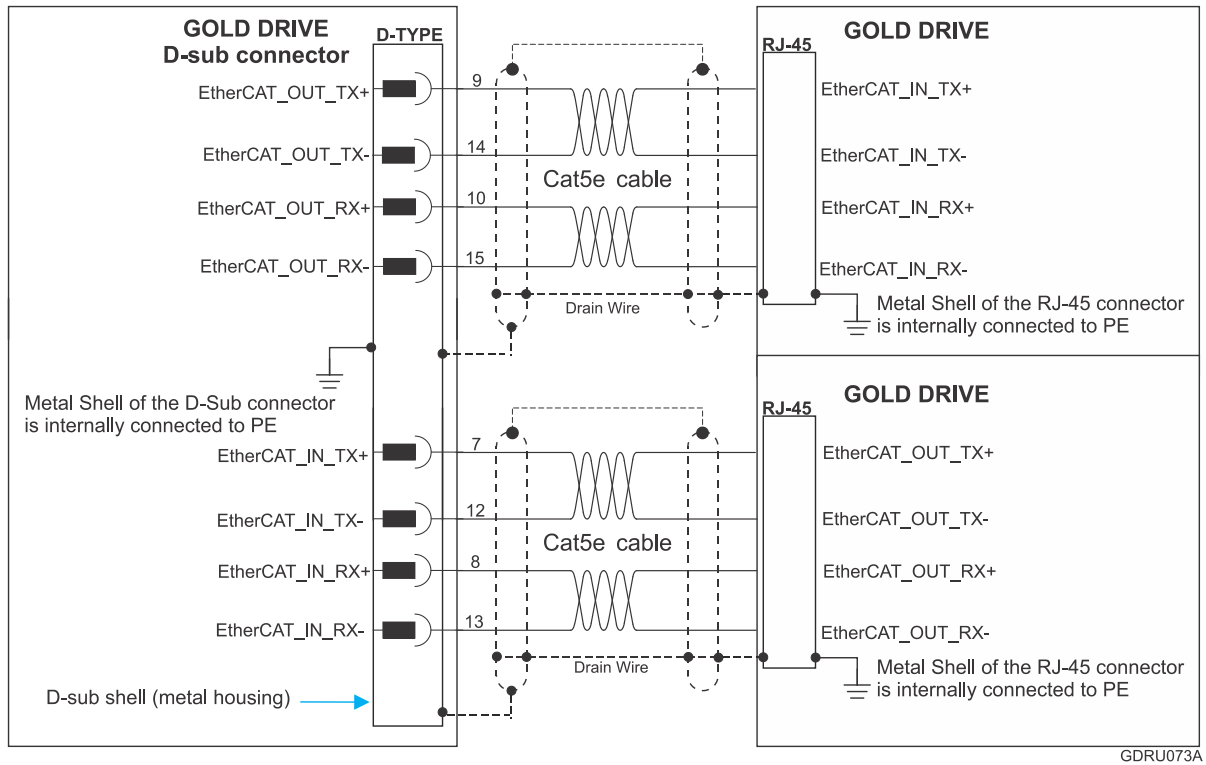 GOLD DRIVE
D-sub connector
D-TYPE
RJ-45
GOLD DRIVE
EtherCAT_OUT_TX+
9
EtherCAT_IN_TX+
EtherCAT_OUT_TX-
14
EtherCAT_IN_TX-
Cat5e cable
EtherCAT_OUT_RX+
10
EtherCAT_IN_RX+
EtherCAT_OUT_RX-
15
EtherCAT_IN_RX-
Drain Wire
Metal Shell of the RJ-45 connector
is internally connected to PE
Metal Shell of the D-Sub connector
is internally connected to PE
RJ-45
GOLD DRIVE
EtherCAT_IN_TX+
7
EtherCAT_OUT_TX+
EtherCAT_IN_TX-
12
EtherCAT_OUT_TX-
Cat5e cable
EtherCAT_IN_RX+
8
EtherCAT_OUT_RX+
EtherCAT_IN_RX-
13
EtherCAT_OUT_RX-
Drain Wire
Metal Shell of the RJ-45 connector
is internally connected to PE
D-sub shell (metal housing)
GDRU073A